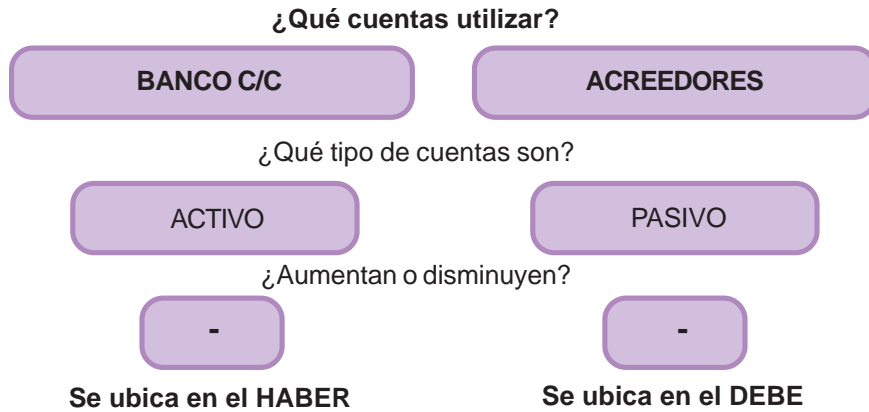 ¿Qué cuentas utilizar?
BANCO C/C ACREEDORES
¿Qué tipo de cuentas son?
ACTIVO PASIVO
¿Aumentan o disminuyen?
- -
Se ubica en el HABER Se ubica en el DEBE